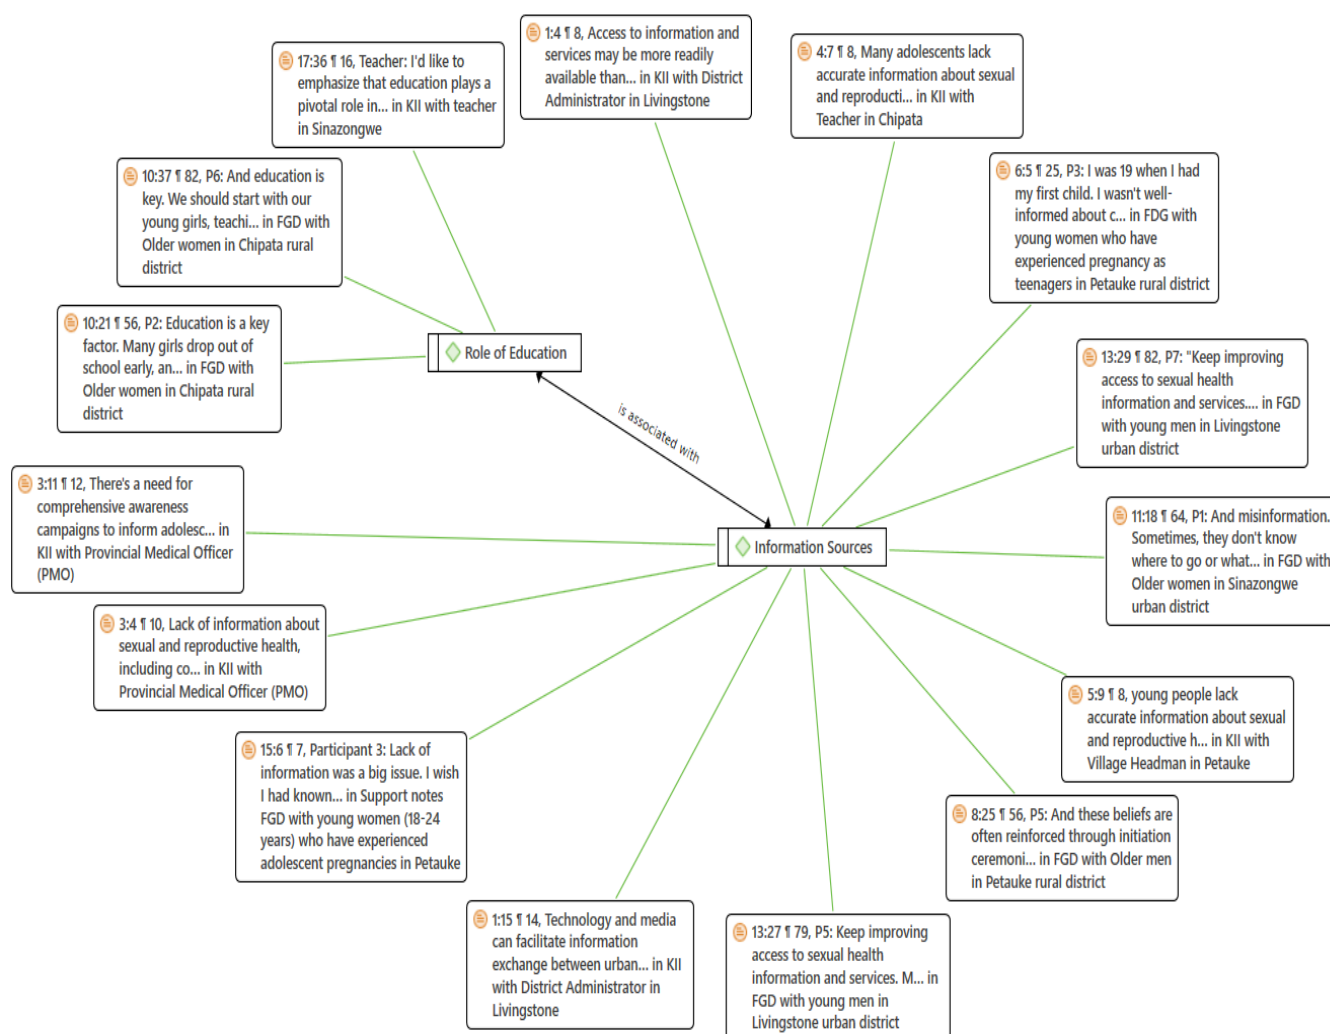 1:4 ¶ 8, Access to information and
services may be more readily
available than... in KII with District
Administrator in Livingstone
4:7 ¶ 8, Many adolescents lack
accurate information about sexual
and reproducti... in KII with
Teacher in Chipata
17:36 ¶ 16, Teacher: I'd like to
emphasize that education plays a
pivotal role in... in KII with teacher
in Sinazongwe
10:37 ¶ 82, P6: And education is
key. We should start with our
young girls, teachi... in FGD with
Older women in Chipata rural
district
6:5 ¶ 25, P3: I was 19 when I had
my first child. I wasn't well-
informed about c... in FDG with
young women who have
experienced pregnancy as
teenagers in Petauke rural district
10:21 ¶ 56, P2: Education is a key
factor. Many girls drop out of
school early, an... in FGD with
Older women in Chipata rural
district
Role of Education
is associated with
13:29 ¶ 82, P7: "Keep improving
access to sexual health
information and services.... in FGD
with young men in Livingstone
urban district
3:11 ¶ 12, There's a need for
comprehensive awareness
campaigns to inform adolesc... in
KII with Provincial Medical Officer
(PMO)
Information Sources
11:18 ¶ 64, P1: And misinformation.
Sometimes, they don't know
where to go or what... in FGD with
Older women in Sinazongwe
urban district
3:4 ¶ 10, Lack of information about
sexual and reproductive health,
including co... in KII with
Provincial Medical Officer (PMO)
5:9 ¶ 8, young people lack
accurate information about sexual
and reproductive h... in KII with
Village Headman in Petauke
15:6 ¶ 7, Participant 3: Lack of
information was a big issue. I wish
I had known... in Support notes
FGD with young women (18-24
years) who have experienced
adolescent pregnancies in Petauke
8:25 ¶ 56, P5: And these beliefs are
often reinforced through initiation
ceremoni... in FGD with Older men
in Petauke rural district
1:15 ¶ 14, Technology and media
can facilitate information
exchange between urban... in KII
with District Administrator in
Livingstone
13:27 ¶ 79, P5: Keep improving
access to sexual health
information and services. M... in
FGD with young men in
Livingstone urban district